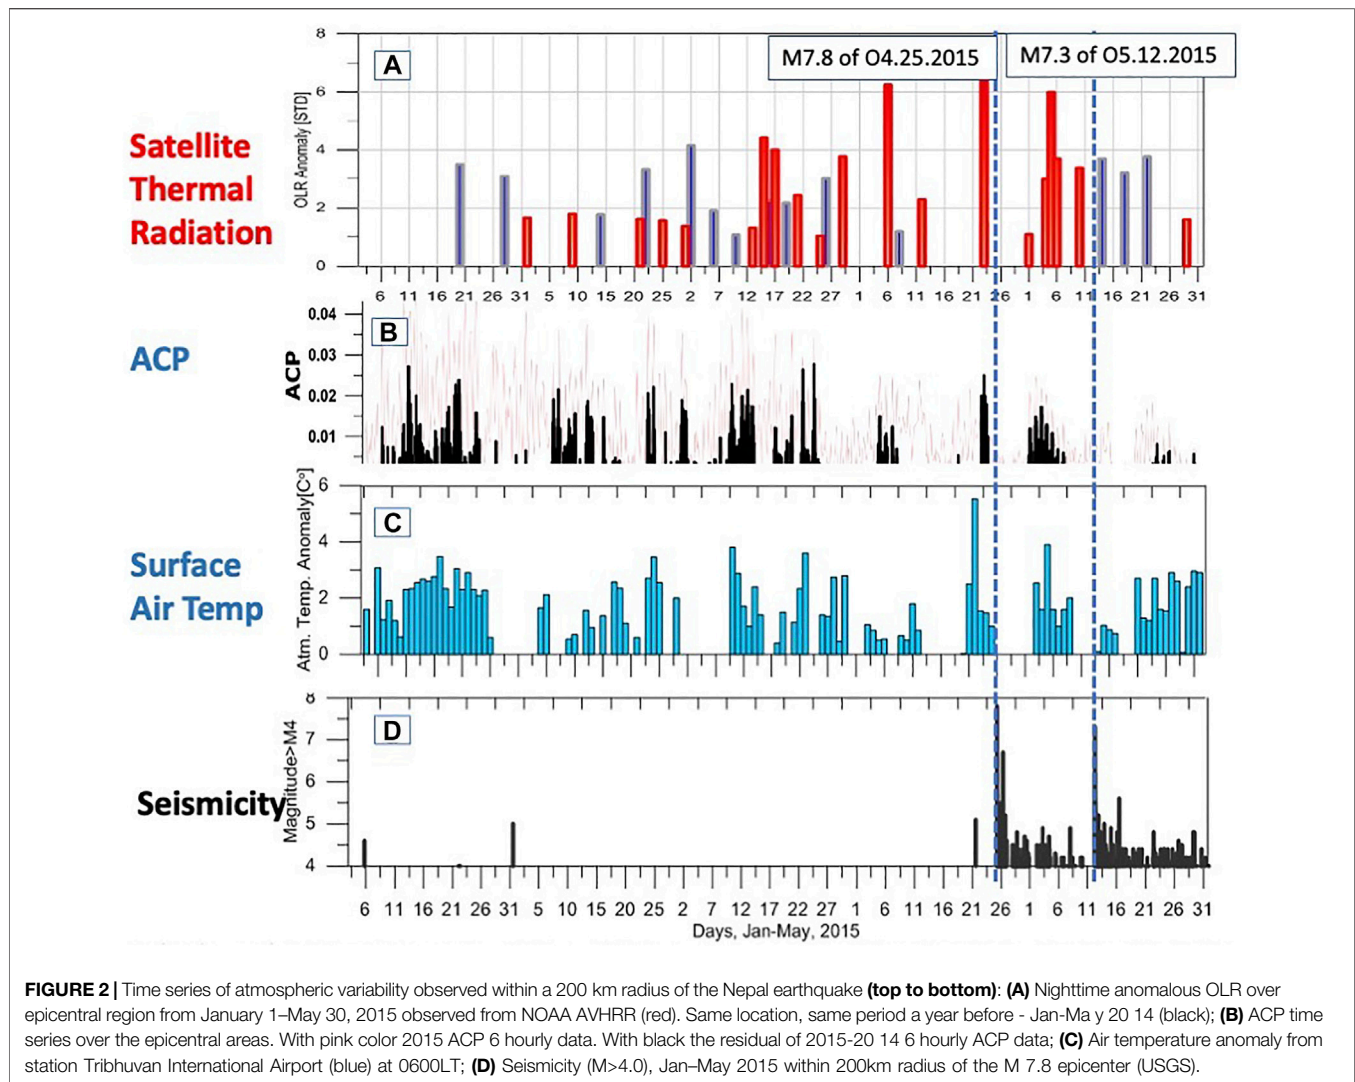 M7.8 of O4.25.2015
M7.3 of O5.12.2015
A
Satellite
Thermal
Radiation
OLR Anomaly [STD]
8
6
4
2
0
6 11 16 21 26 31 5 10 15 20 25 2 7 12 17 22 27 1 6 11 16 21 26 1 6 11 16 21 26 31
B
ACP
ACP
0.04
0.03
0.02
0.01
C
Surface
Air Temp
Atm. Temp. Anomaly[C°]
6
4
2
0
D
Seismicity
Magnitude>M4
8
7
6
5
4
6 11 16 21 26 31 5 10 15 20 25 2 7 12 17 22 27 1 6 11 16 21 26 1 6 11 16 21 26 31
Days, Jan-May, 2015
FIGURE 2 | Time series of atmospheric variability observed within a 200 km radius of the Nepal earthquake (top to bottom): (A) Nighttime anomalous OLR over
epicentral region from January 1–May 30, 2015 observed from NOAA AVHRR (red). Same location, same period a year before - Jan-Ma y 20 14 (black); (B) ACP time
series over the epicentral areas. With pink color 2015 ACP 6 hourly data. With black the residual of 2015-20 14 6 hourly ACP data; (C) Air temperature anomaly from
station Tribhuvan International Airport (blue) at 0600LT; (D) Seismicity (M>4.0), Jan–May 2015 within 200km radius of the M 7.8 epicenter (USGS).